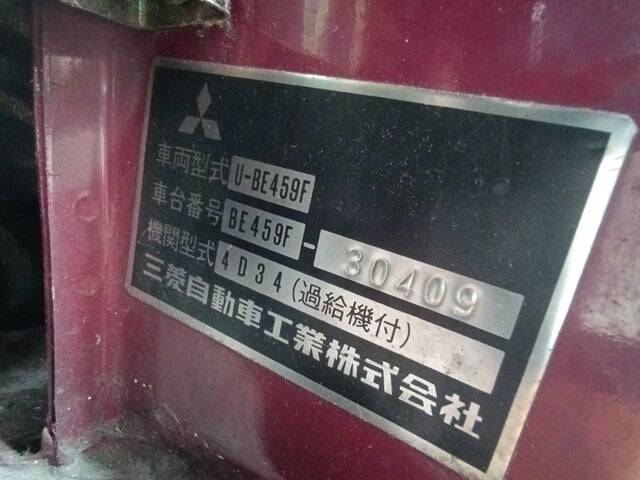 車両型式 U-BE459F
車台番号 BE459F-30409
機関型式 4D34(過給機付)
三菱自動車工業株式会社